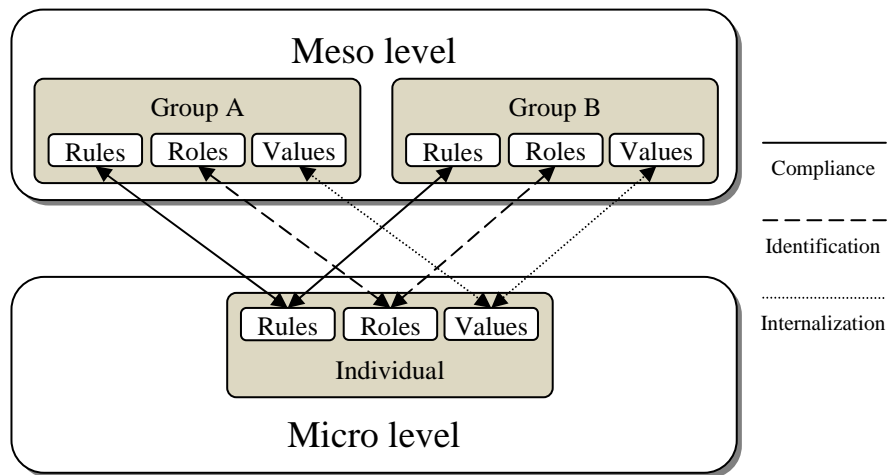 Meso level
Group A
Rules Roles Values
Group B
Rules Roles Values
Rules Roles Values
Individual
Micro level
Compliance
Identification
Internalization